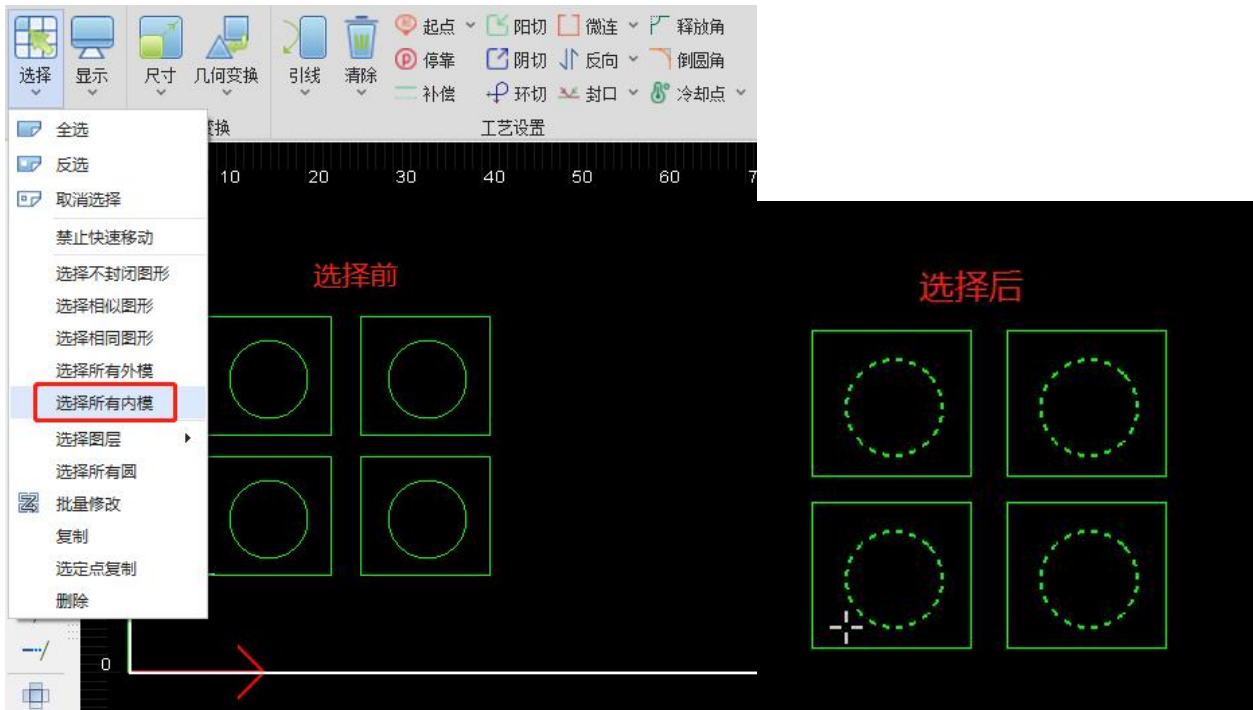 起点 阳切 微连 释放角
选择 显示 尺寸 几何变换 引线 清除 停靠 阴切 反向 倒圆角
补偿 环切 封口 冷却点
变换 工艺设置
全选
反选
取消选择
禁止快速移动
选择不封闭图形
选择相似图形
选择相同图形
选择所有外模
选择所有内模
选择图层
选择所有圆
批量修改
复制
选定点复制
删除
10 20 30 40 50 60 7
选择前
选择后
0